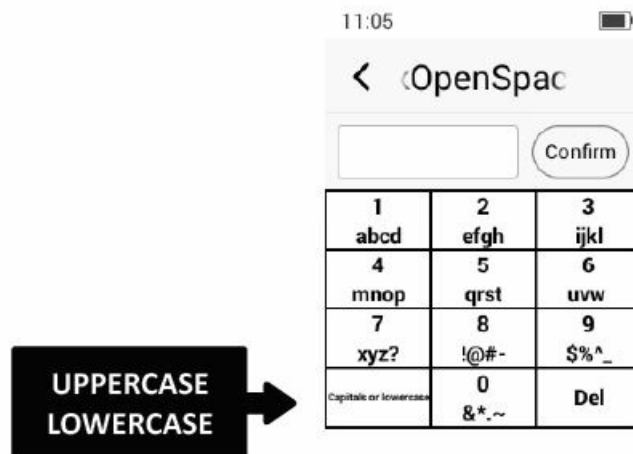 11:05
OpenSpac
Confirm
1 2 3
abcd efgh ijkl
4 5 6
mnop qrst uvw
7 8 9
xyz? !@#- $%^_
UPPERCASE
LOWERCASE
Capitals or lowercase 0 Del
&*.~